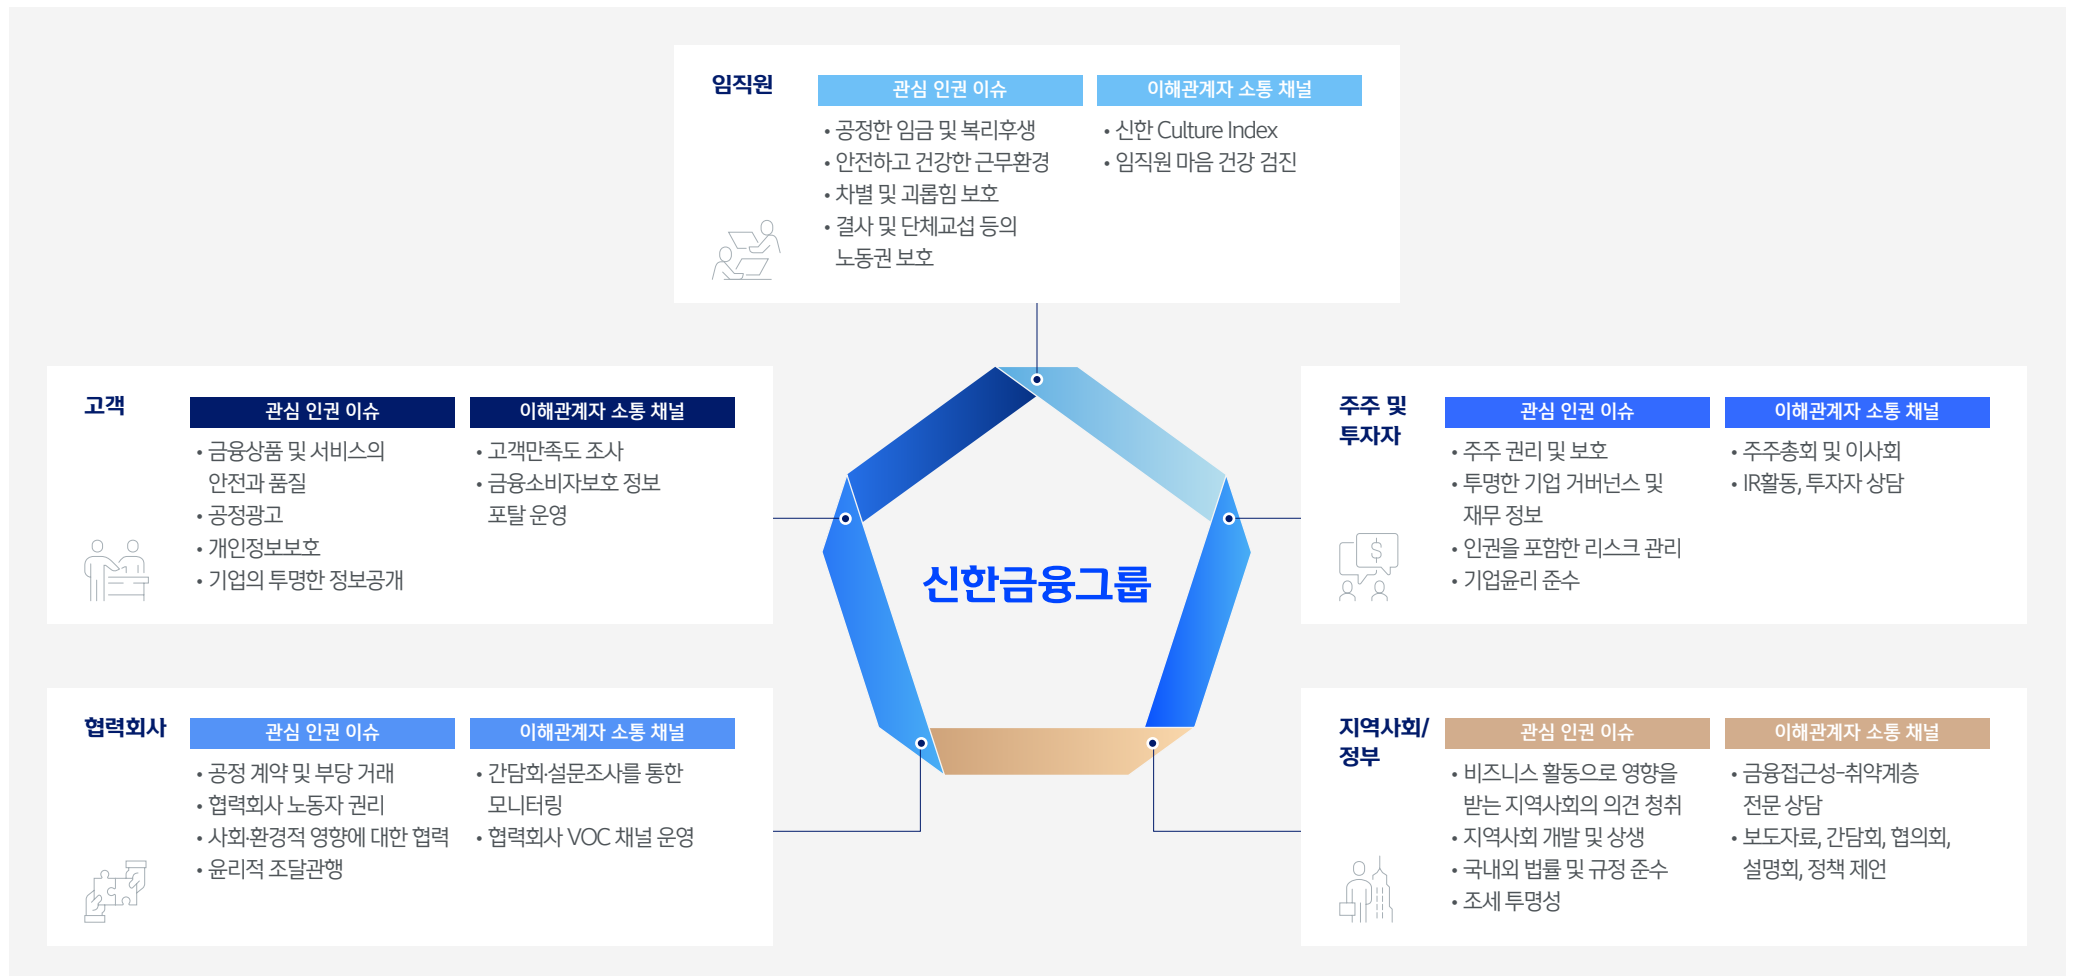 임직원
관심 인권 이슈
• 공정한 임금 및 복리후생
• 안전하고 건강한 근무환경
• 차별 및 괴롭힘 보호
• 결사 및 단체교섭 등의
노동권 보호
이해관계자 소통 채널
• 신한 Culture Index
• 임직원 마음 건강 검진
고객
관심 인권 이슈
• 금융상품 및 서비스의
안전과 품질
• 공정광고
• 개인정보보호
• 기업의 투명한 정보공개
이해관계자 소통 채널
• 고객만족도 조사
• 금융소비자보호 정보
포탈 운영
신한금융그룹
주주 및
투자자
관심 인권 이슈
• 주주 권리 및 보호
• 투명한 기업 거버넌스 및
재무 정보
• 인권을 포함한 리스크 관리
• 기업윤리 준수
이해관계자 소통 채널
• 주주총회 및 이사회
• IR활동, 투자자 상담
협력회사
관심 인권 이슈
• 공정 계약 및 부당 거래
• 협력회사 노동자 권리
• 사회·환경적 영향에 대한 협력
• 윤리적 조달관행
이해관계자 소통 채널
• 간담회·설문조사를 통한
모니터링
• 협력회사 VOC 채널 운영
지역사회/
정부
관심 인권 이슈
• 비즈니스 활동으로 영향을
받는 지역사회의 의견 청취
• 지역사회 개발 및 상생
• 국내외 법률 및 규정 준수
• 조세 투명성
이해관계자 소통 채널
• 금융접근성-취약계층
전문 상담
• 보도자료, 간담회, 협의회,
설명회, 정책 제언